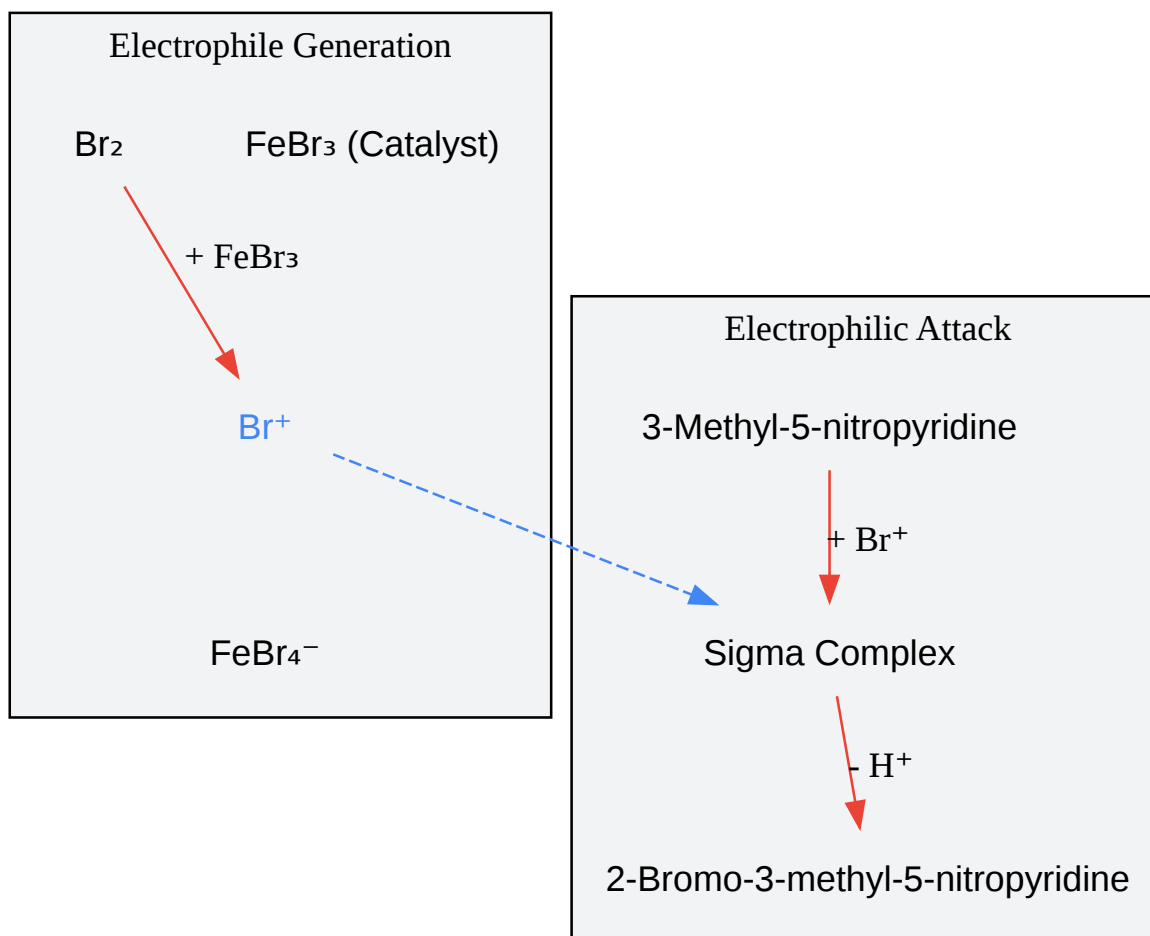 Electrophile Generation
Br₂
FeBr₃ (Catalyst)
+ FeBr₃
Br⁺
FeBr₄⁻
Electrophilic Attack
3-Methyl-5-nitropyridine
+ Br⁺
Sigma Complex
- H⁺
2-Bromo-3-methyl-5-nitropyridine